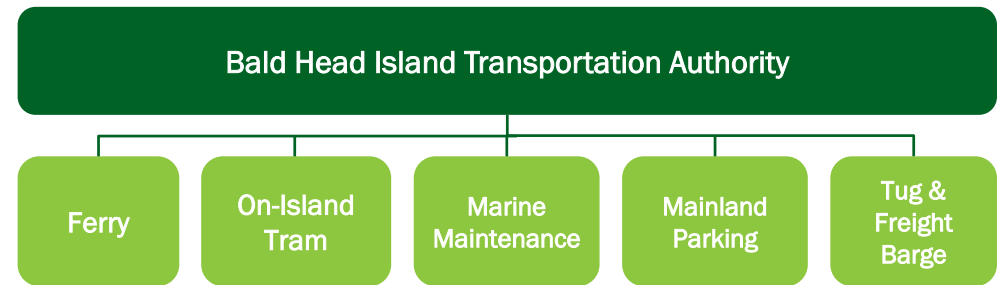 Bald Head Island Transportation Authority
Ferry
On-Island
Tram
Marine
Maintenance
Mainland
Parking
Tug &
Freight
Barge